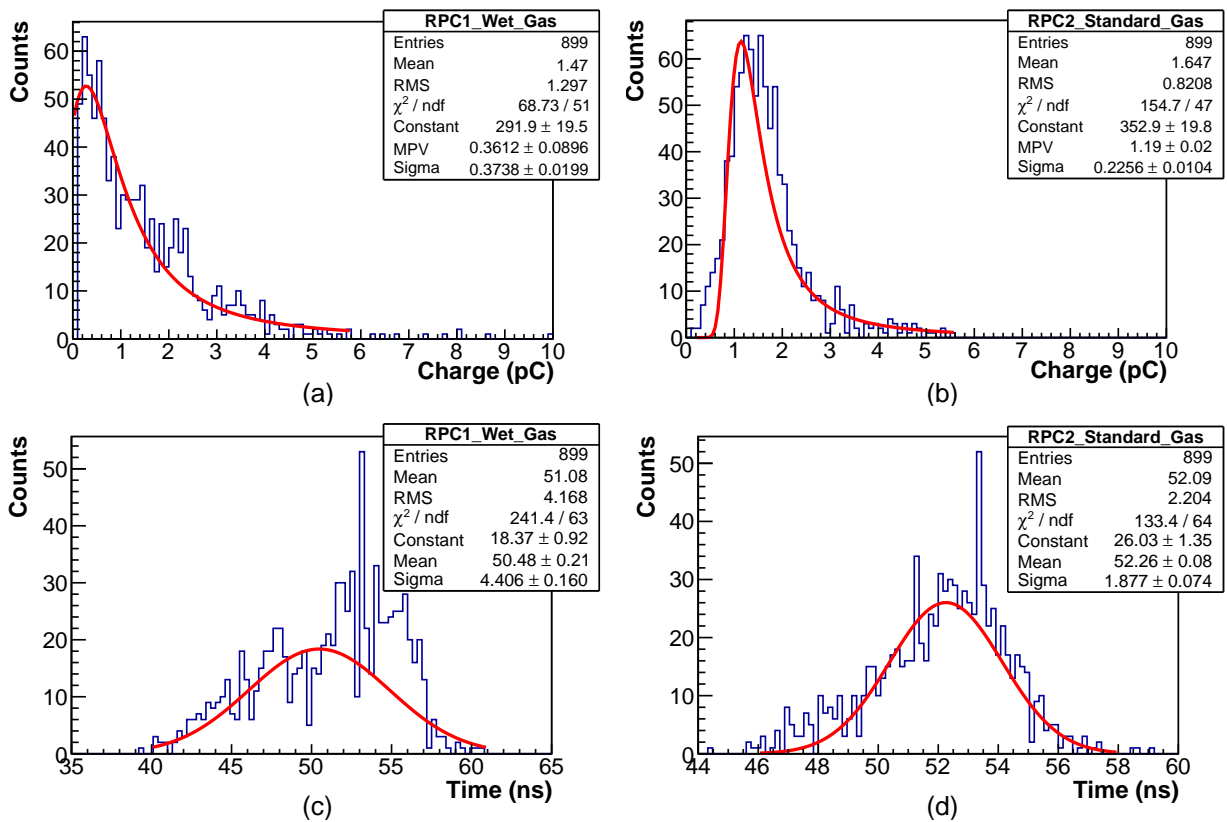 RPC1_Wet_Gas
Entries 899
Mean 1.47
RMS 1.297
χ² / ndf 68.73 / 51
Constant 291.9 ± 19.5
MPV 0.3612 ± 0.0896
Sigma 0.3738 ± 0.0199
Counts
60
50
40
30
20
10
0
0 1 2 3 4 5 6 7 8 9 10
Charge (pC)
(a)
RPC2_Standard_Gas
Entries 899
Mean 1.647
RMS 0.8208
χ² / ndf 154.7 / 47
Constant 352.9 ± 19.8
MPV 1.19 ± 0.02
Sigma 0.2256 ± 0.0104
Counts
60
50
40
30
20
10
0
0 1 2 3 4 5 6 7 8 9 10
Charge (pC)
(b)
RPC1_Wet_Gas
Entries 899
Mean 51.08
RMS 4.168
χ² / ndf 241.4 / 63
Constant 18.37 ± 0.92
Mean 50.48 ± 0.21
Sigma 4.406 ± 0.160
Counts
50
40
30
20
10
0
35 40 45 50 55 60 65
Time (ns)
(c)
RPC2_Standard_Gas
Entries 899
Mean 52.09
RMS 2.204
χ² / ndf 133.4 / 64
Constant 26.03 ± 1.35
Mean 52.26 ± 0.08
Sigma 1.877 ± 0.074
Counts
50
40
30
20
10
0
44 46 48 50 52 54 56 58 60
Time (ns)
(d)